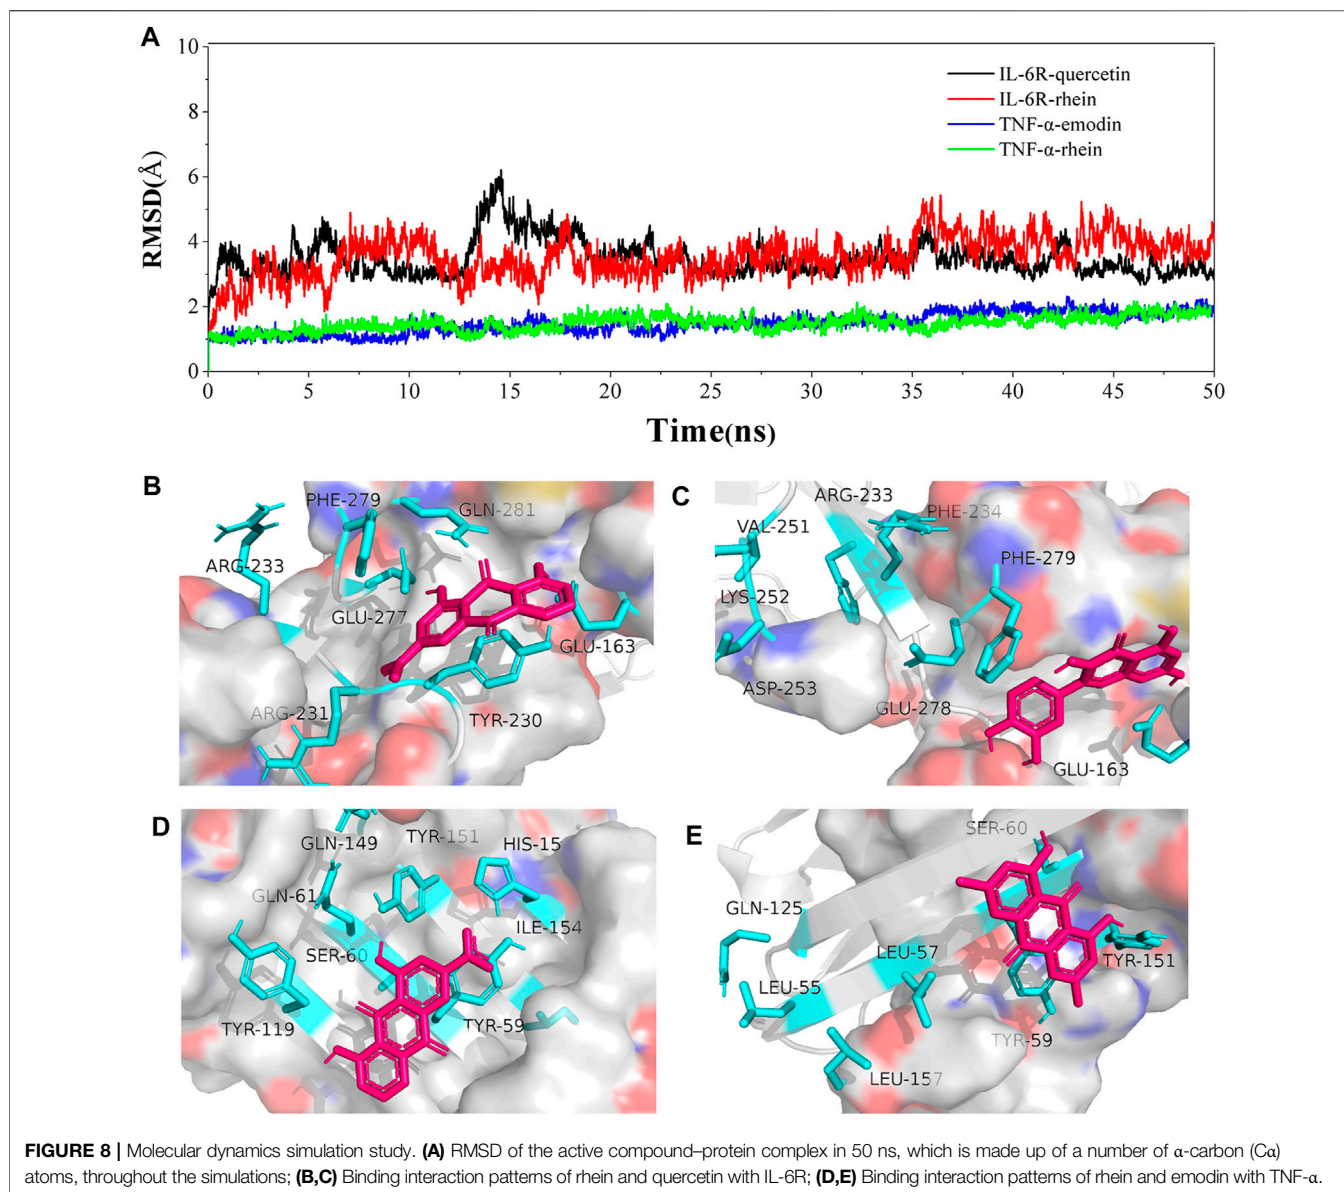 A
10
8
6
4
2
0
RMSD(Å)
IL-6R-quercetin
IL-6R-rhein
TNF-α-emodin
TNF-α-rhein
0 5 10 15 20 25 30 35 40 45 50
Time(ns)
B
PHE-279
GLN-281
ARG-233
GLU-277
GLU-163
ARG-231
TYR-230
C
ARG-233
PHE-234
VAL-251
PHE-279
LYS-252
ASP-253
GLU-278
GLU-163
D
TYR-151
GLN-149
HIS-15
GLN-61
ILE-154
SER-60
TYR-119
TYR-59
E
SER-60
GLN-125
LEU-57
TYR-151
LEU-55
TYR-59
LEU-157
FIGURE 8 | Molecular dynamics simulation study. (A) RMSD of the active compound–protein complex in 50 ns, which is made up of a number of α-carbon (Cα)
atoms, throughout the simulations; (B,C) Binding interaction patterns of rhein and quercetin with IL-6R; (D,E) Binding interaction patterns of rhein and emodin with TNF-α.